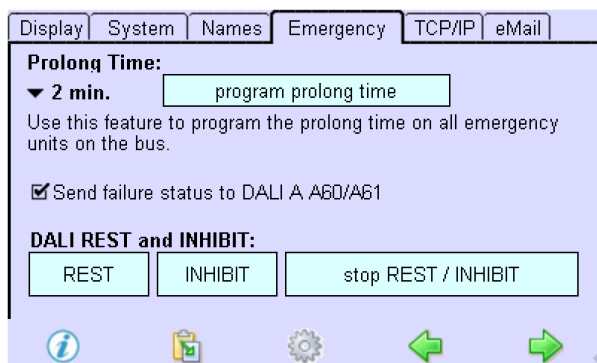 Display System Names Emergency TCP/IP eMail
Prolong Time:
2 min. program prolong time
Use this feature to program the prolong time on all emergency
units on the bus.
Send failure status to DALI A A60/A61
DALI REST and INHIBIT:
REST INHIBIT stop REST / INHIBIT